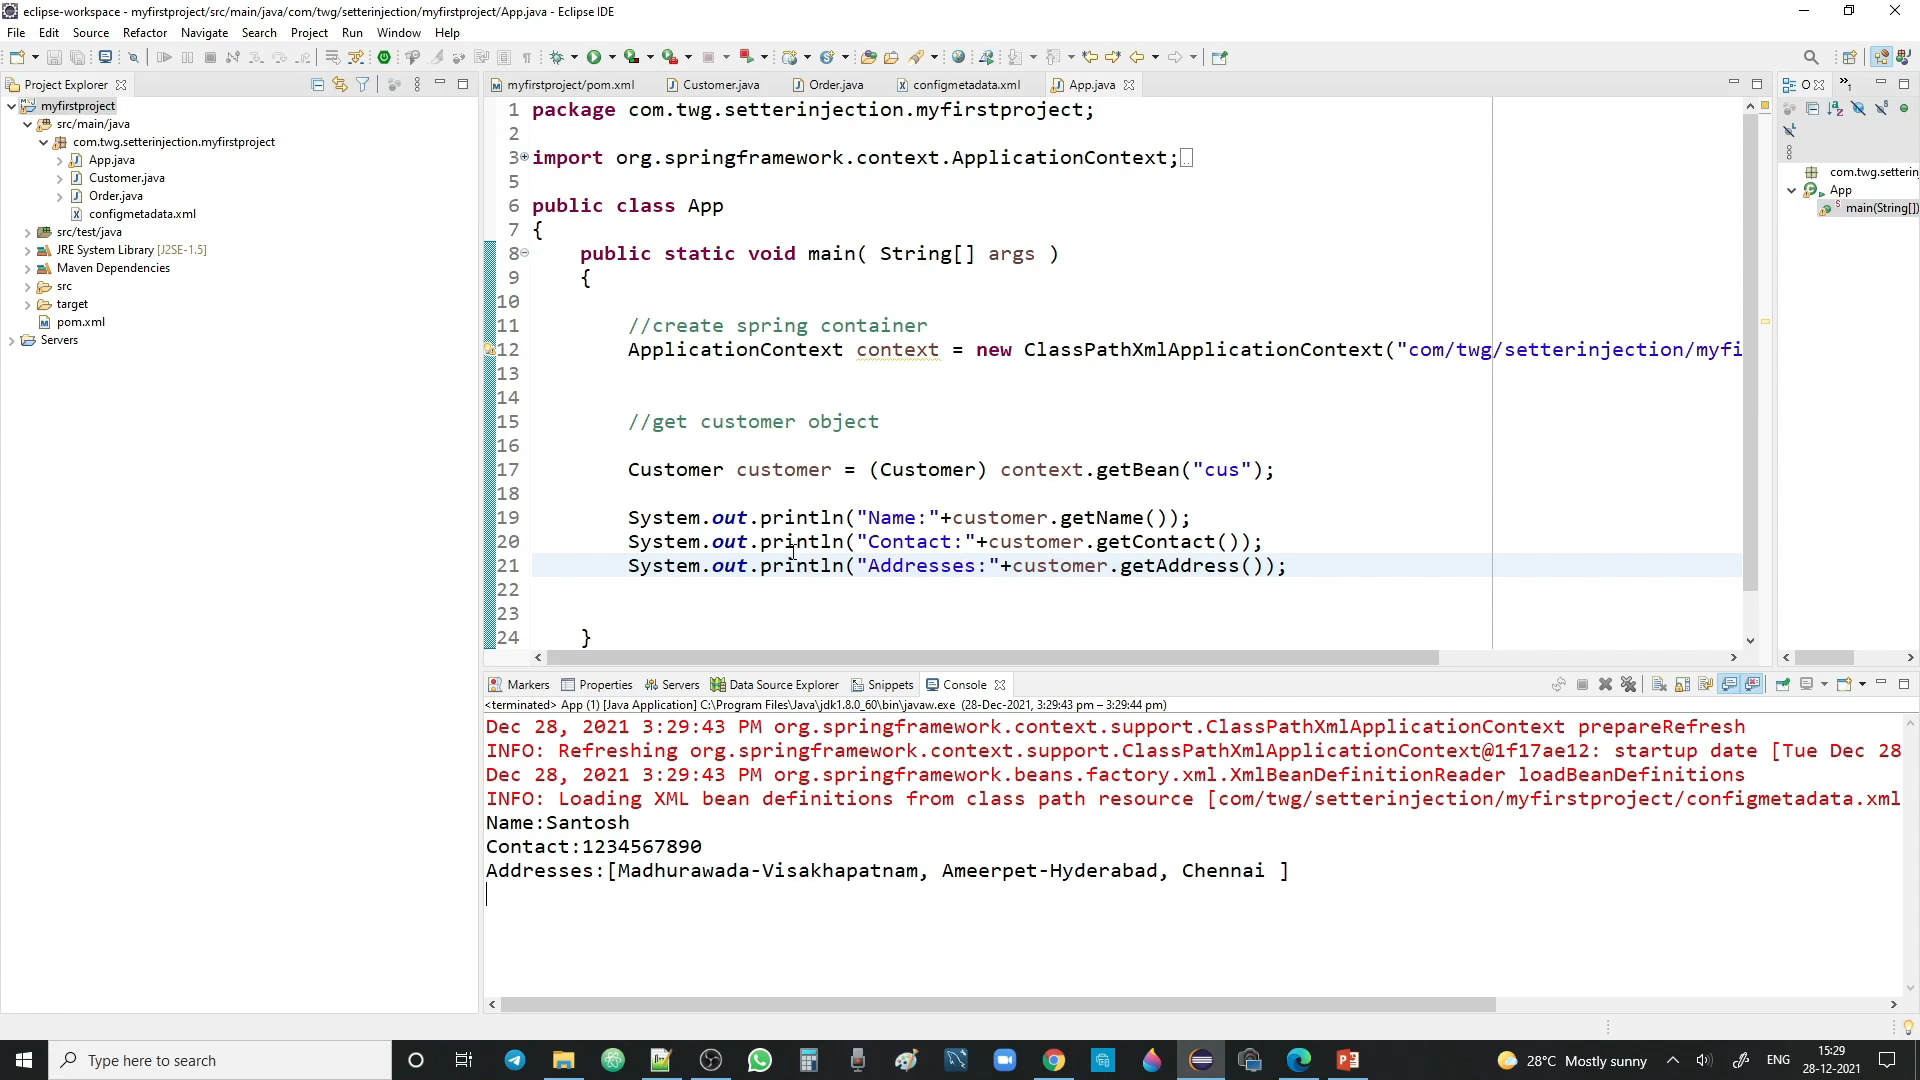 eclipse-workspace - myfirstproject/src/main/java/com/twg/setterinjection/myfirstproject/App.java - Eclipse IDE
File Edit Source Refactor Navigate Search Project Run Window Help
Project Explorer
myfirstproject
src/main/java
com.twg.setterinjection.myfirstproject
App.java
Customer.java
Order.java
configmetadata.xml
src/test/java
JRE System Library [J2SE-1.5]
Maven Dependencies
src
target
pom.xml
Servers
myfirstproject/pom.xml Customer.java Order.java configmetadata.xml App.java
1 package com.twg.setterinjection.myfirstproject;
2
3 import org.springframework.context.ApplicationContext;
5
6 public class App
7 {
8 public static void main( String[] args )
9 {
10
11 //create spring container
12 ApplicationContext context = new ClassPathXmlApplicationContext("com/twg/setterinjection/myfi
13
14
15 //get customer object
16
17 Customer customer = (Customer) context.getBean("cus");
18
19 System.out.println("Name:"+customer.getName());
20 System.out.println("Contact:"+customer.getContact());
21 System.out.println("Addresses:"+customer.getAddress());
22
23
24 }
O
com.twg.setterin
App
main(String[])
Markers Properties Servers Data Source Explorer Snippets Console
<terminated> App (1) [Java Application] C:\Program Files\Java\jdk1.8.0_60\bin\javaw.exe (28-Dec-2021, 3:29:43 pm – 3:29:44 pm)
Dec 28, 2021 3:29:43 PM org.springframework.context.support.ClassPathXmlApplicationContext prepareRefresh
INFO: Refreshing org.springframework.context.support.ClassPathXmlApplicationContext@1f17ae12: startup date [Tue Dec 28
Dec 28, 2021 3:29:43 PM org.springframework.beans.factory.xml.XmlBeanDefinitionReader loadBeanDefinitions
INFO: Loading XML bean definitions from class path resource [com/twg/setterinjection/myfirstproject/configmetadata.xml
Name:Santosh
Contact:1234567890
Addresses:[Madhurawada-Visakhapatnam, Ameerpet-Hyderabad, Chennai ]
Type here to search
28°C Mostly sunny
ENG
15:29
28-12-2021